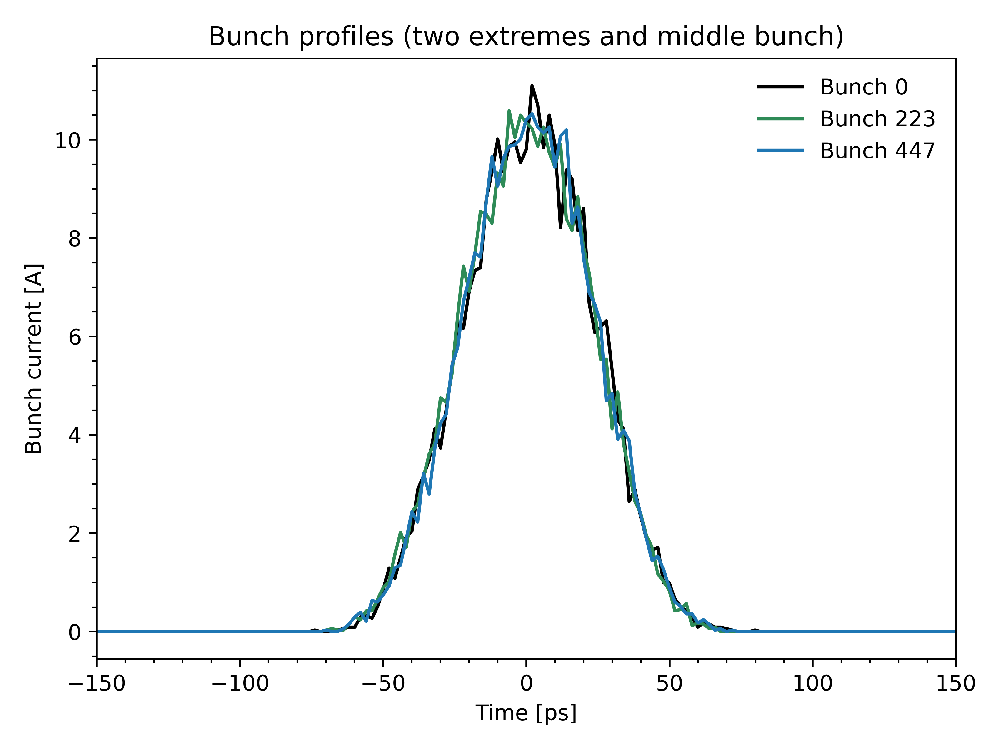 Bunch profiles (two extremes and middle bunch)
Bunch 0
Bunch 223
Bunch 447
Bunch current [A]
10
8
6
4
2
0
−150 −100 −50 0 50 100 150
Time [ps]